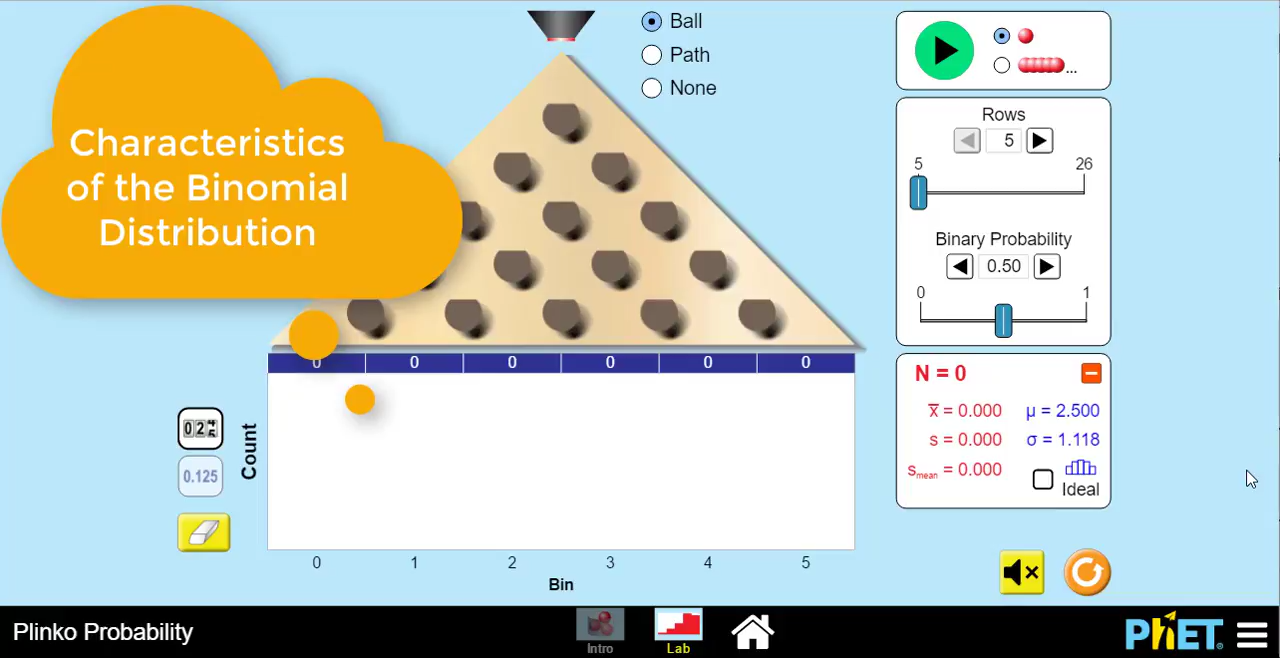 Characteristics
of the Binomial
Distribution
Ball
Path
None
...
Rows
5
5
26
Binary Probability
0.50
0
1
N = 0
x̅ = 0.000
μ = 2.500
s = 0.000
σ = 1.118
smean = 0.000
Ideal
0 0 0 0 0 0
Count
0.125
0 1 2 3 4 5
Bin
Plinko Probability
Intro
Lab
PhET